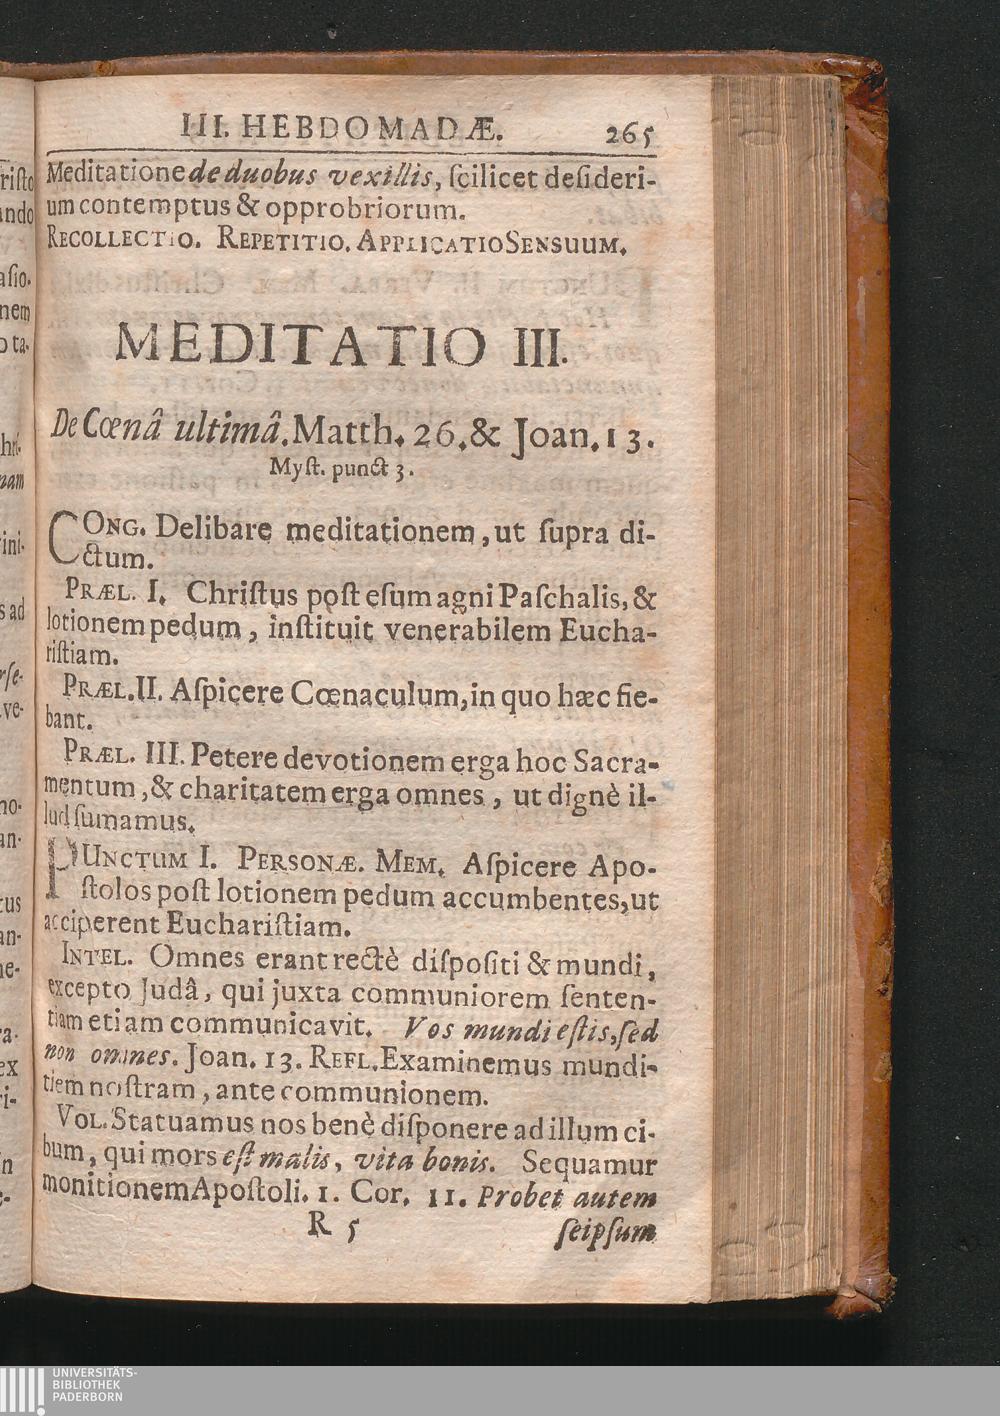 III. HEBDOMADÆ. 265
Meditatione de duobus vexillis, ſcilicet deſideri-
um contemptus & opprobriorum.
RECOLLECTIO. REPETITIO. APPLICATIO SENSUUM.
MEDITATIO III.
De Cœnâ ultimâ. Matth. 26. & Joan. 13.
Myſt. punct 3.
CONG. Delibare meditationem, ut ſupra di-
ctum.
PRÆL. I. Chriſtus poſt eſum agni Paſchalis, &
lotionem pedum, inſtituit venerabilem Eucha-
riſtiam.
PRÆL. II. Aſpicere Cœnaculum, in quo hæc fie-
bant.
PRÆL. III. Petere devotionem erga hoc Sacra-
mentum, & charitatem erga omnes, ut dignè il-
lud ſumamus.
PUNCTUM I. PERSONÆ. MEM. Aſpicere Apo-
ſtolos poſt lotionem pedum accumbentes, ut
acciperent Euchariſtiam.
INTEL. Omnes erant rectè diſpoſiti & mundi,
excepto Judâ, qui juxta communiorem ſenten-
tiam etiam communicavit. Vos mundi eſtis, ſed
non omnes. Joan. 13. REFL. Examinemus mundi-
tiem noſtram, ante communionem.
VOL. Statuamus nos benè diſponere ad illum ci-
bum, qui mors eſt malis, vita bonis. Sequamur
monitionem Apoſtoli. 1. Cor. 11. Probet autem
R 5 ſeipſum
UNIVERSITÄTS-
BIBLIOTHEK
PADERBORN